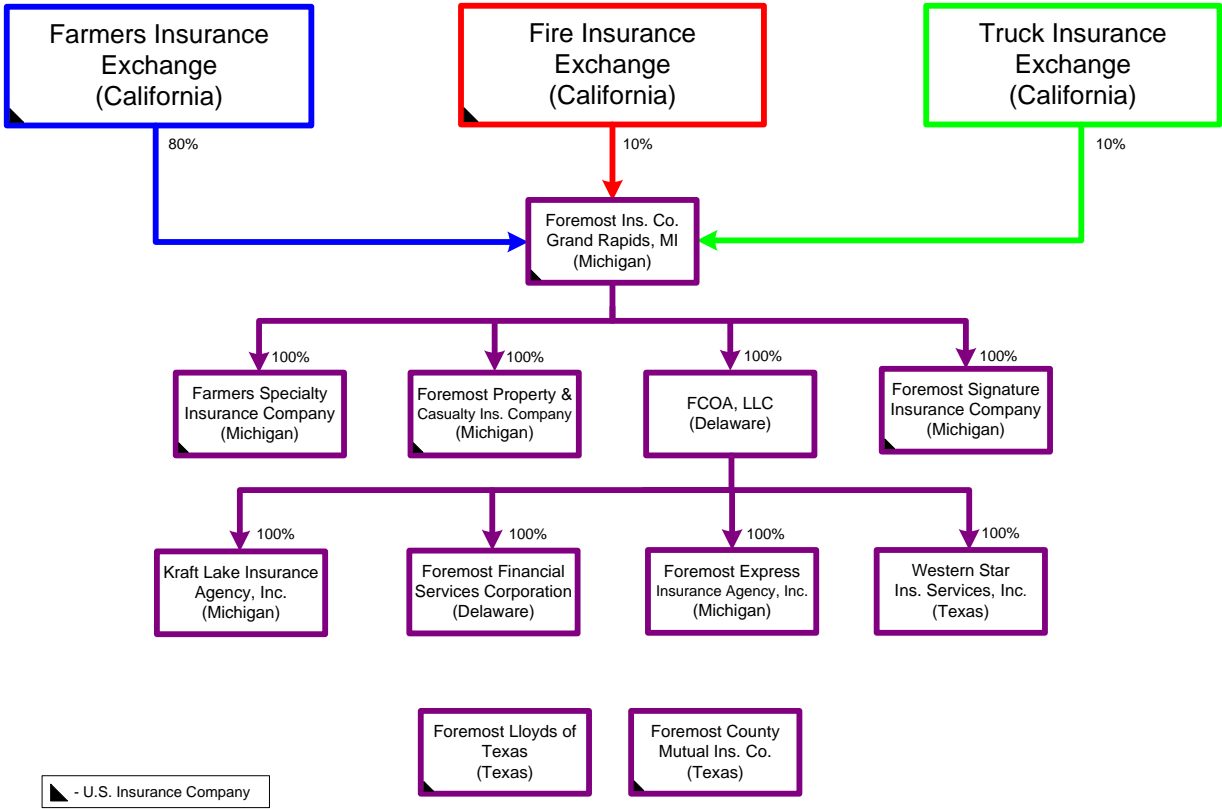 Farmers Insurance
Exchange
(California)
Fire Insurance
Exchange
(California)
Truck Insurance
Exchange
(California)
80%
10%
10%
Foremost Ins. Co.
Grand Rapids, MI
(Michigan)
100%
100%
100%
100%
Farmers Specialty
Insurance Company
(Michigan)
Foremost Property &
Casualty Ins. Company
(Michigan)
FCOA, LLC
(Delaware)
Foremost Signature
Insurance Company
(Michigan)
100%
100%
100%
100%
Kraft Lake Insurance
Agency, Inc.
(Michigan)
Foremost Financial
Services Corporation
(Delaware)
Foremost Express
Insurance Agency, Inc.
(Michigan)
Western Star
Ins. Services, Inc.
(Texas)
Foremost Lloyds of
Texas
(Texas)
Foremost County
Mutual Ins. Co.
(Texas)
- U.S. Insurance Company